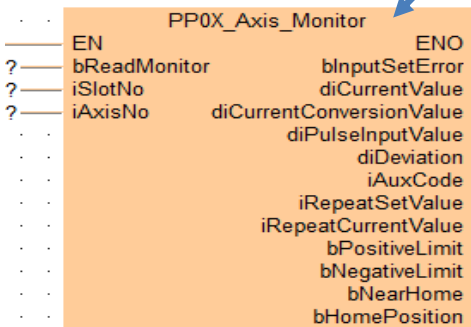 PP0X_Axis_Monitor
EN ENO
? bReadMonitor bInputSetError
? iSlotNo diCurrentValue
? iAxisNo diCurrentConversionValue
diPulseInputValue
diDeviation
iAuxCode
iRepeatSetValue
iRepeatCurrentValue
bPositiveLimit
bNegativeLimit
bNearHome
bHomePosition